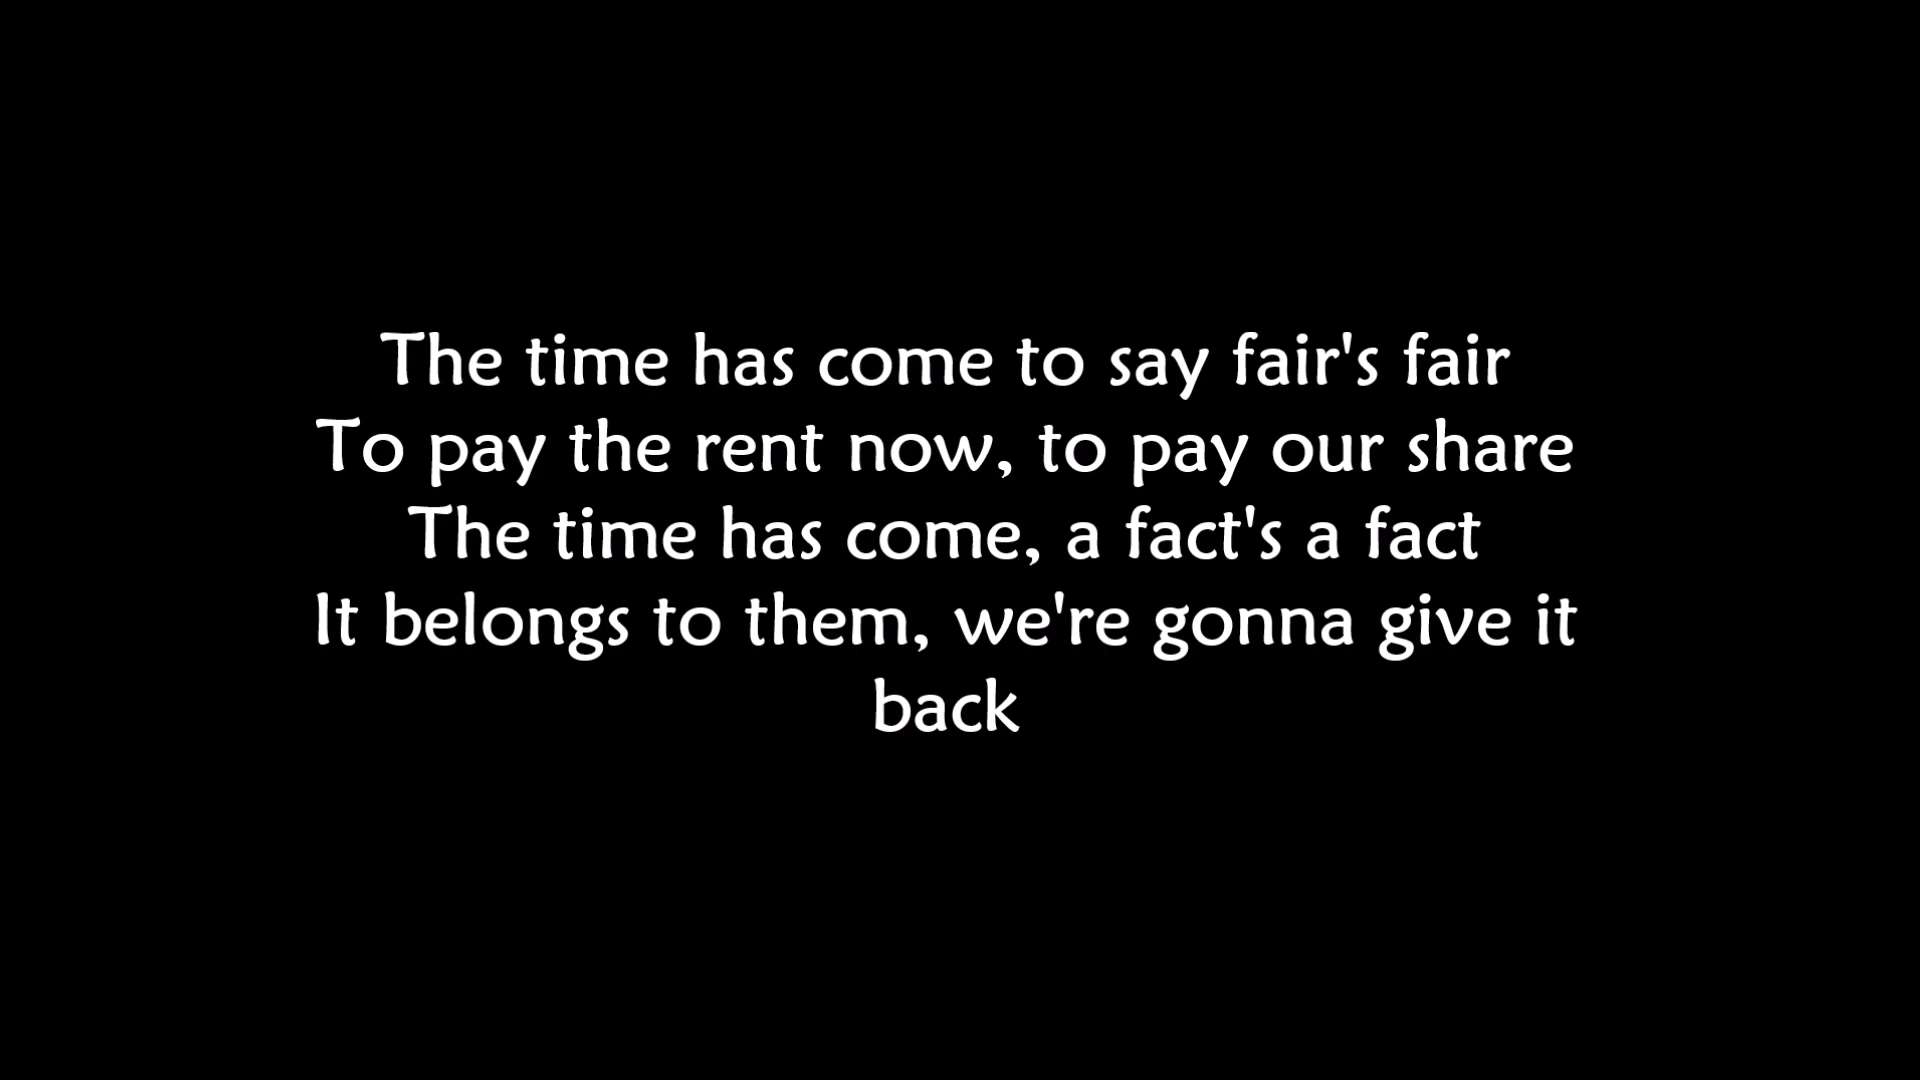 The time has come to say fair's fair
To pay the rent now, to pay our share
The time has come, a fact's a fact
It belongs to them, we're gonna give it
back